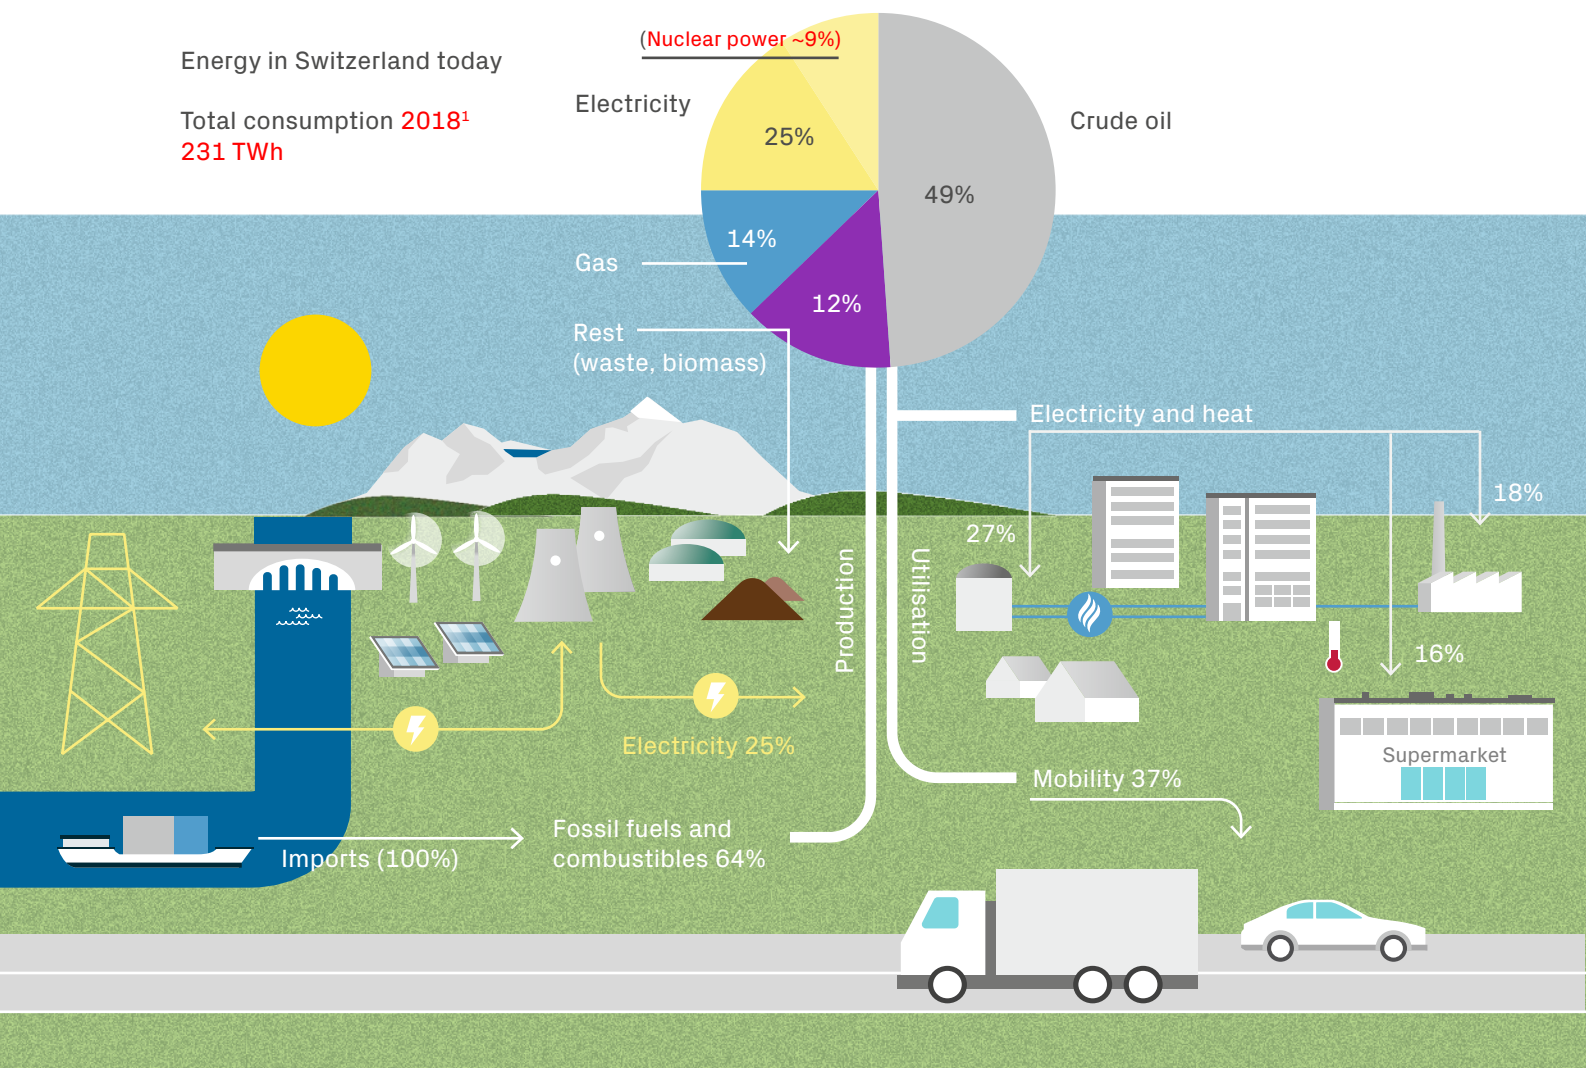 (Nuclear power ~9%)
Energy in Switzerland today
Electricity
Total consumption 2018¹
231 TWh
25%
Crude oil
49%
14%
Gas
12%
Rest
(waste, biomass)
Electricity and heat
18%
27%
Production
Utilisation
16%
Electricity 25%
Supermarket
Mobility 37%
Fossil fuels and
combustibles 64%
Imports (100%)